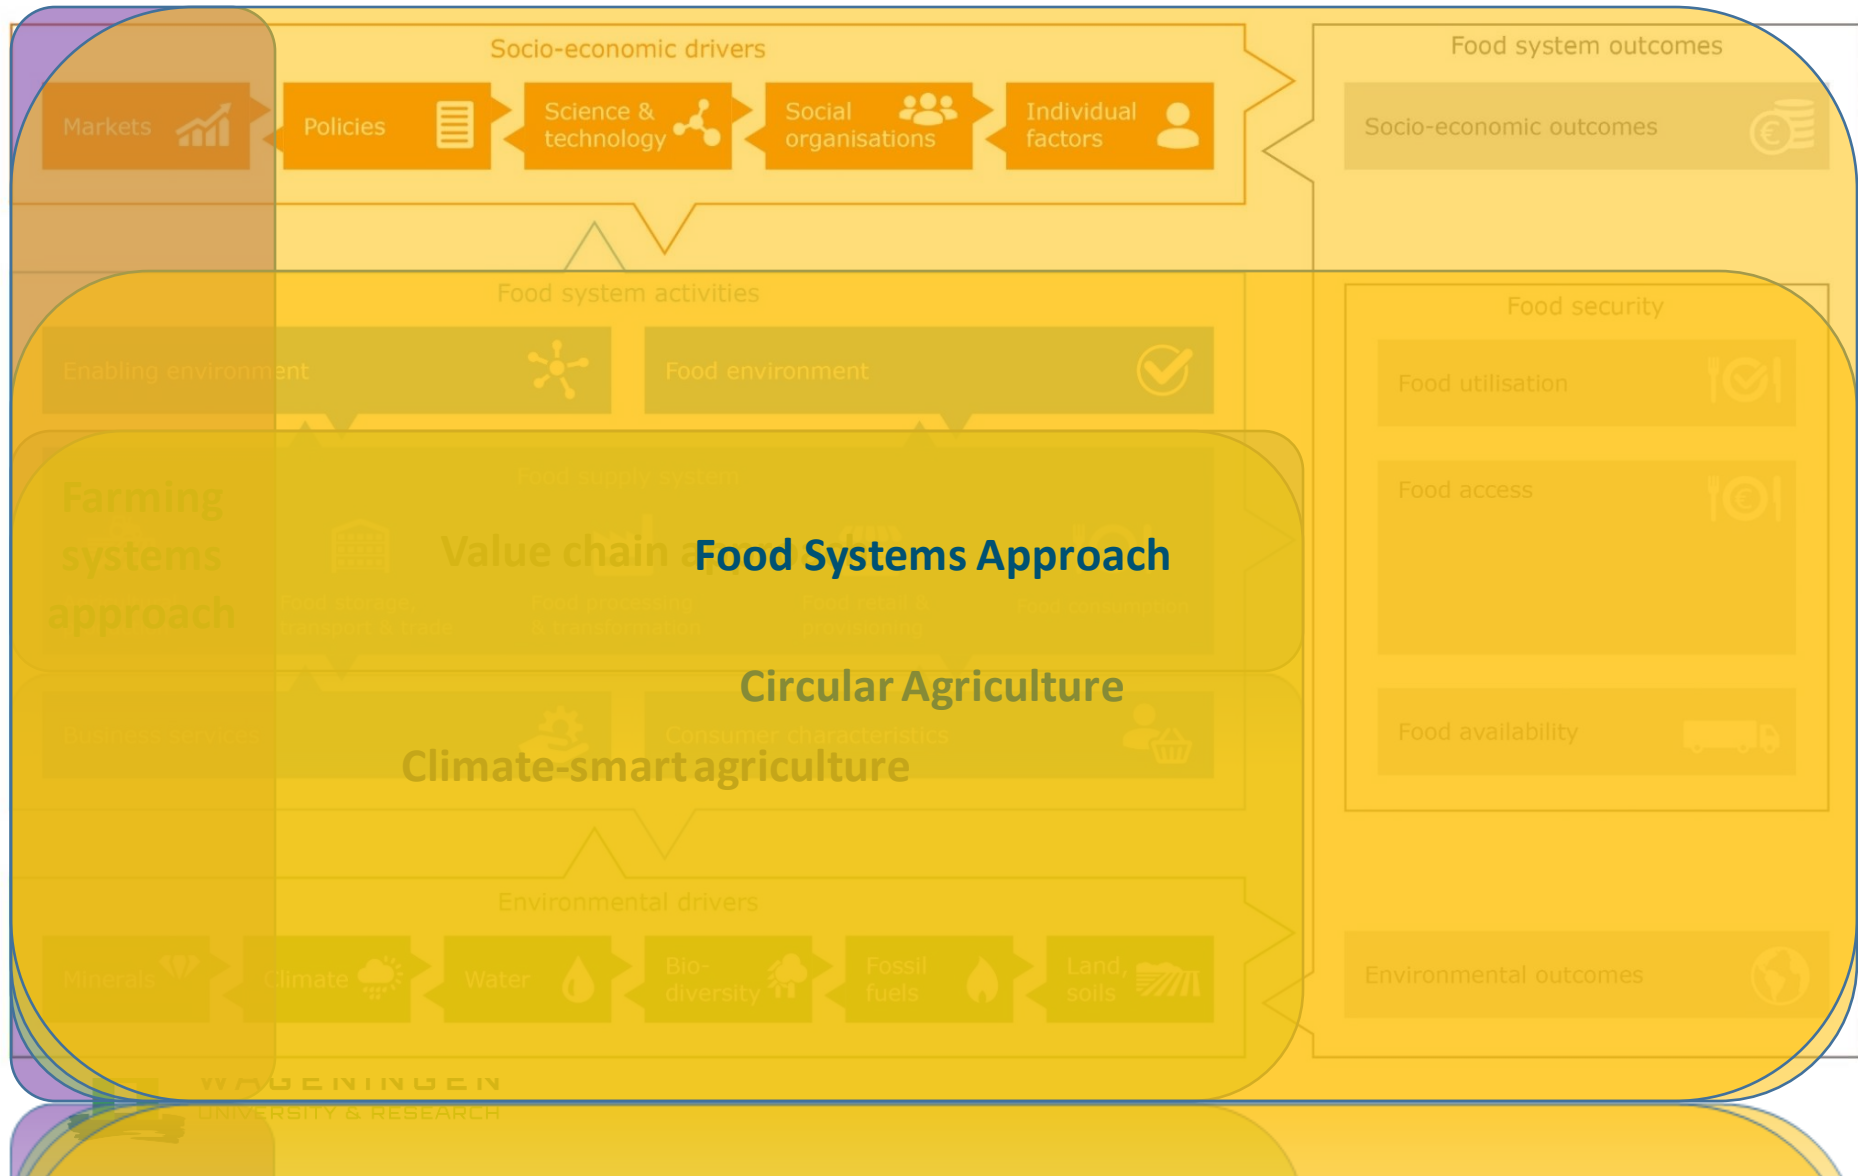 Socio-economic drivers
Food system outcomes
Markets
Policies
Science &
technology
Social
organisations
Individual
factors
Socio-economic outcomes
Food system activities
Food security
Enabling environment
Food environment
Food utilisation
Food supply system
Food access
Farming
systems
approach
Value chain approach
Food Systems Approach
Food storage,
transport & trade
Food processing
& transformation
Food retail &
provisioning
Food consumption
Circular Agriculture
Business services
Consumer characteristics
Food availability
Climate-smart agriculture
Environmental drivers
Minerals
Climate
Water
Bio-
diversity
Fossil
fuels
Land,
soils
Environmental outcomes
WAGENINGEN
UNIVERSITY & RESEARCH